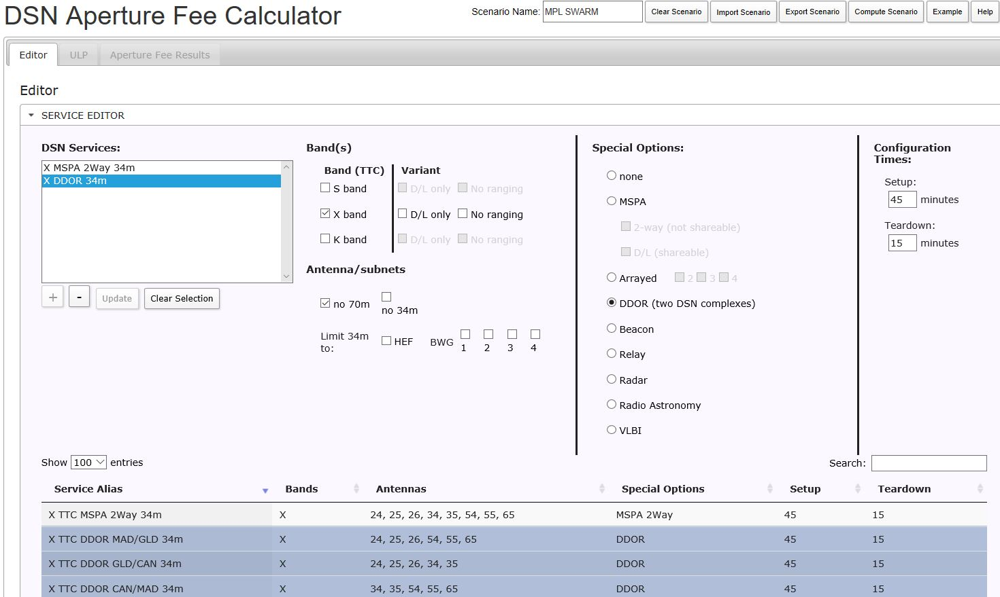 DSN Aperture Fee Calculator
Scenario Name: MPL SWARM Clear Scenario Import Scenario Export Scenario Compute Scenario Example Help
Editor ULP Aperture Fee Results
Editor
SERVICE EDITOR
DSN Services:
X MSPA 2Way 34m
X DDOR 34m
+ - Update Clear Selection
Band(s)
Band (TTC) Variant
S band D/L only No ranging
X band D/L only No ranging
K band D/L only No ranging
Antenna/subnets
no 70m no 34m
Limit 34m to: HEF BWG 1 2 3 4
Special Options:
none
MSPA
2-way (not shareable)
D/L (shareable)
Arrayed 2 3 4
DDOR (two DSN complexes)
Beacon
Relay
Radar
Radio Astronomy
VLBI
Configuration
Times:
Setup:
45 minutes
Teardown:
15 minutes
Show 100 entries Search:
Service Alias Bands Antennas Special Options Setup Teardown
X TTC MSPA 2Way 34m X 24, 25, 26, 34, 35, 54, 55, 65 MSPA 2Way 45 15
X TTC DDOR MAD/GLD 34m X 24, 25, 26, 54, 55, 65 DDOR 45 15
X TTC DDOR GLD/CAN 34m X 24, 25, 26, 34, 35 DDOR 45 15
X TTC DDOR CAN/MAD 34m X 34, 35, 54, 55, 65 DDOR 45 15